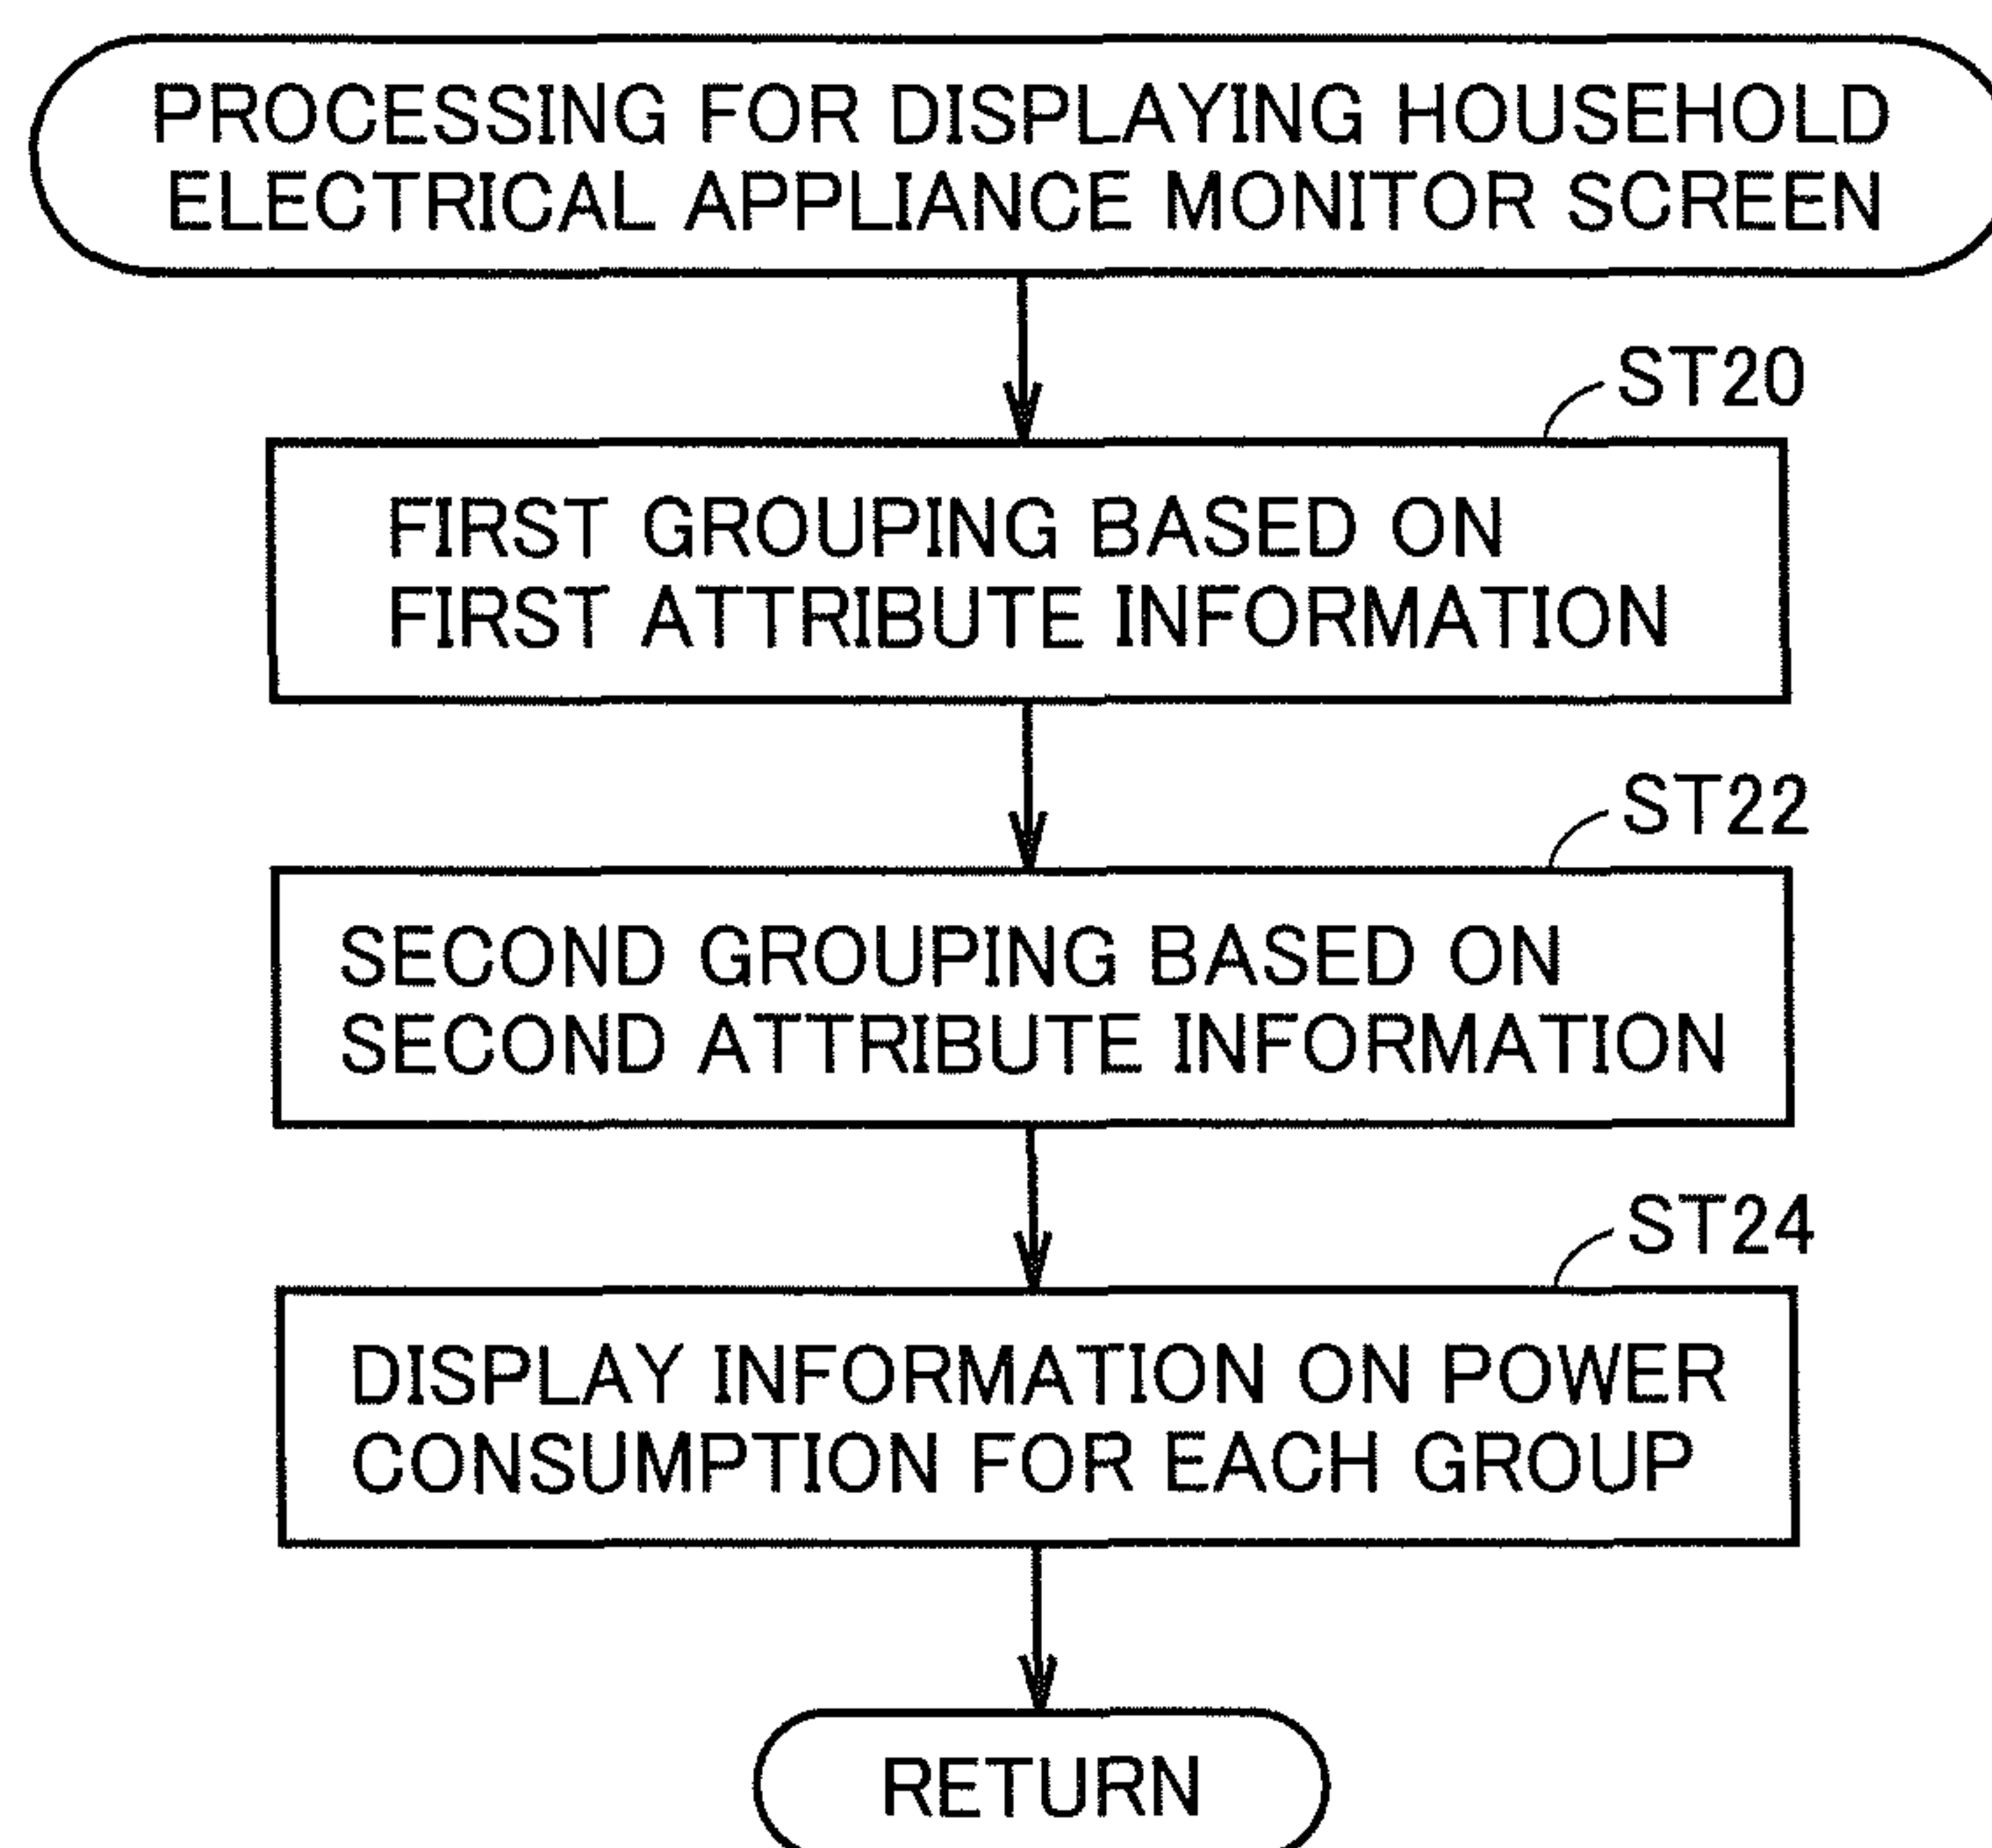 PROCESSING FOR DISPLAYING HOUSEHOLD
ELECTRICAL APPLIANCE MONITOR SCREEN
ST20
FIRST GROUPING BASED ON
FIRST ATTRIBUTE INFORMATION
ST22
SECOND GROUPING BASED ON
SECOND ATTRIBUTE INFORMATION
ST24
DISPLAY INFORMATION ON POWER
CONSUMPTION FOR EACH GROUP
RETURN